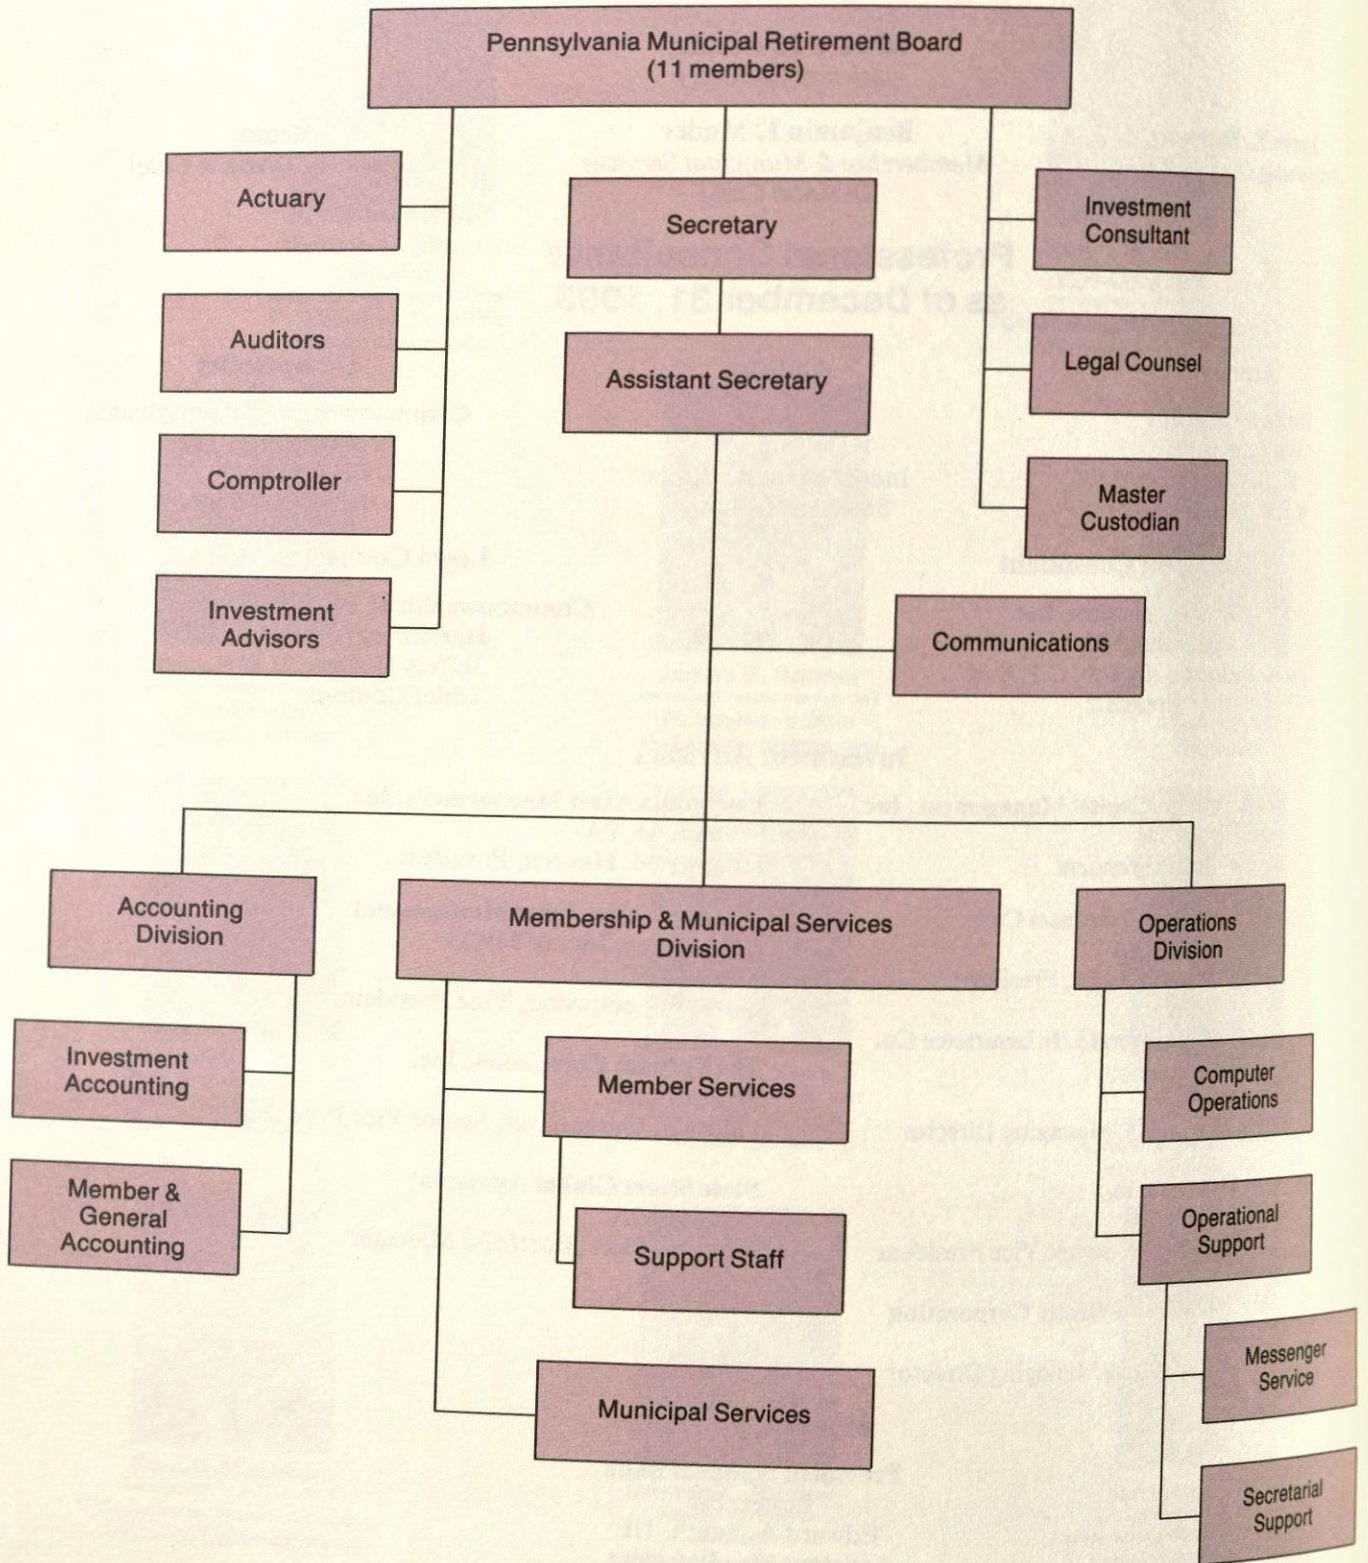 Pennsylvania Municipal Retirement Board
(11 members)
Actuary
Secretary
Investment
Consultant
Auditors
Assistant Secretary
Legal Counsel
Comptroller
Master
Custodian
Investment
Advisors
Communications
Accounting
Division
Membership & Municipal Services
Division
Operations
Division
Investment
Accounting
Member Services
Computer
Operations
Member &
General
Accounting
Support Staff
Operational
Support
Municipal Services
Messenger
Service
Secretarial
Support